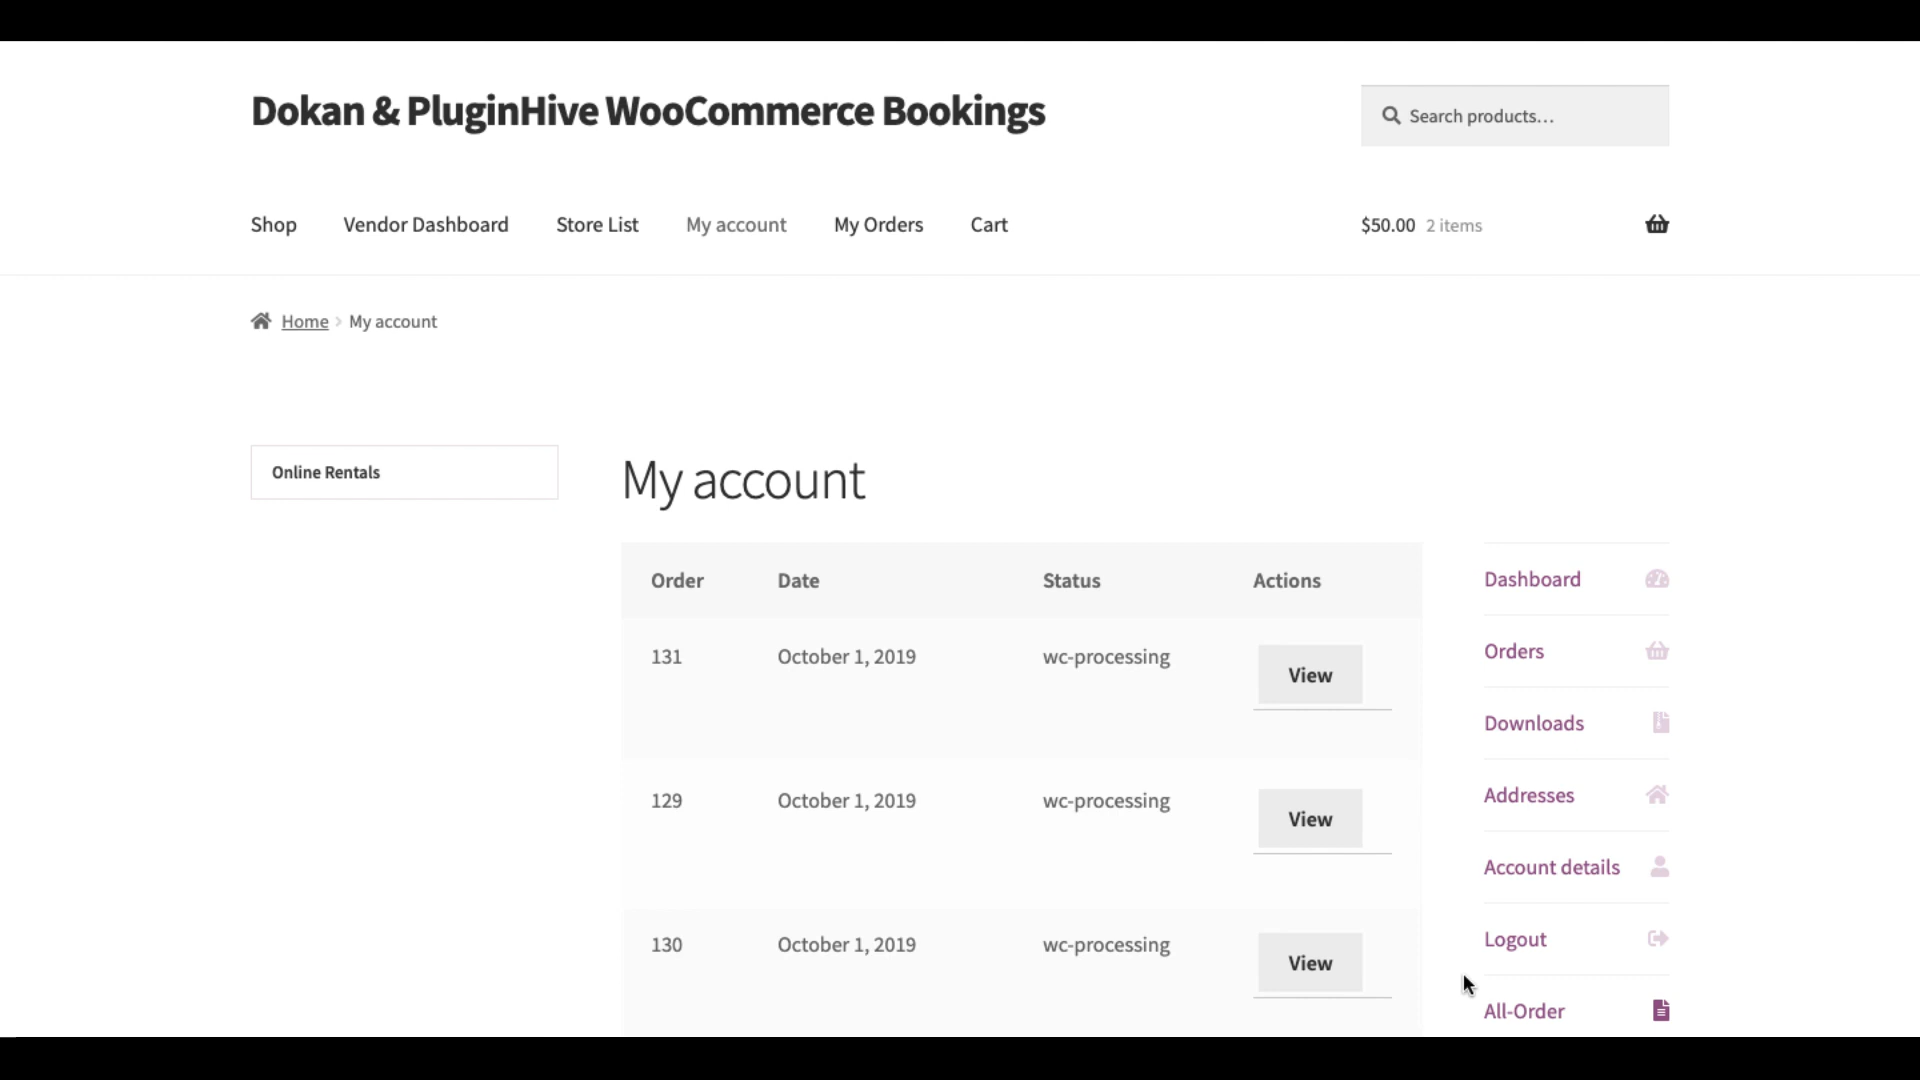 Dokan & PluginHive WooCommerce Bookings
Search products...
Shop Vendor Dashboard Store List My account My Orders Cart
$50.00 2 items
Home My account
Online Rentals
My account
Order Date Status Actions
131 October 1, 2019 wc-processing View
129 October 1, 2019 wc-processing View
130 October 1, 2019 wc-processing View
Dashboard
Orders
Downloads
Addresses
Account details
Logout
All-Order